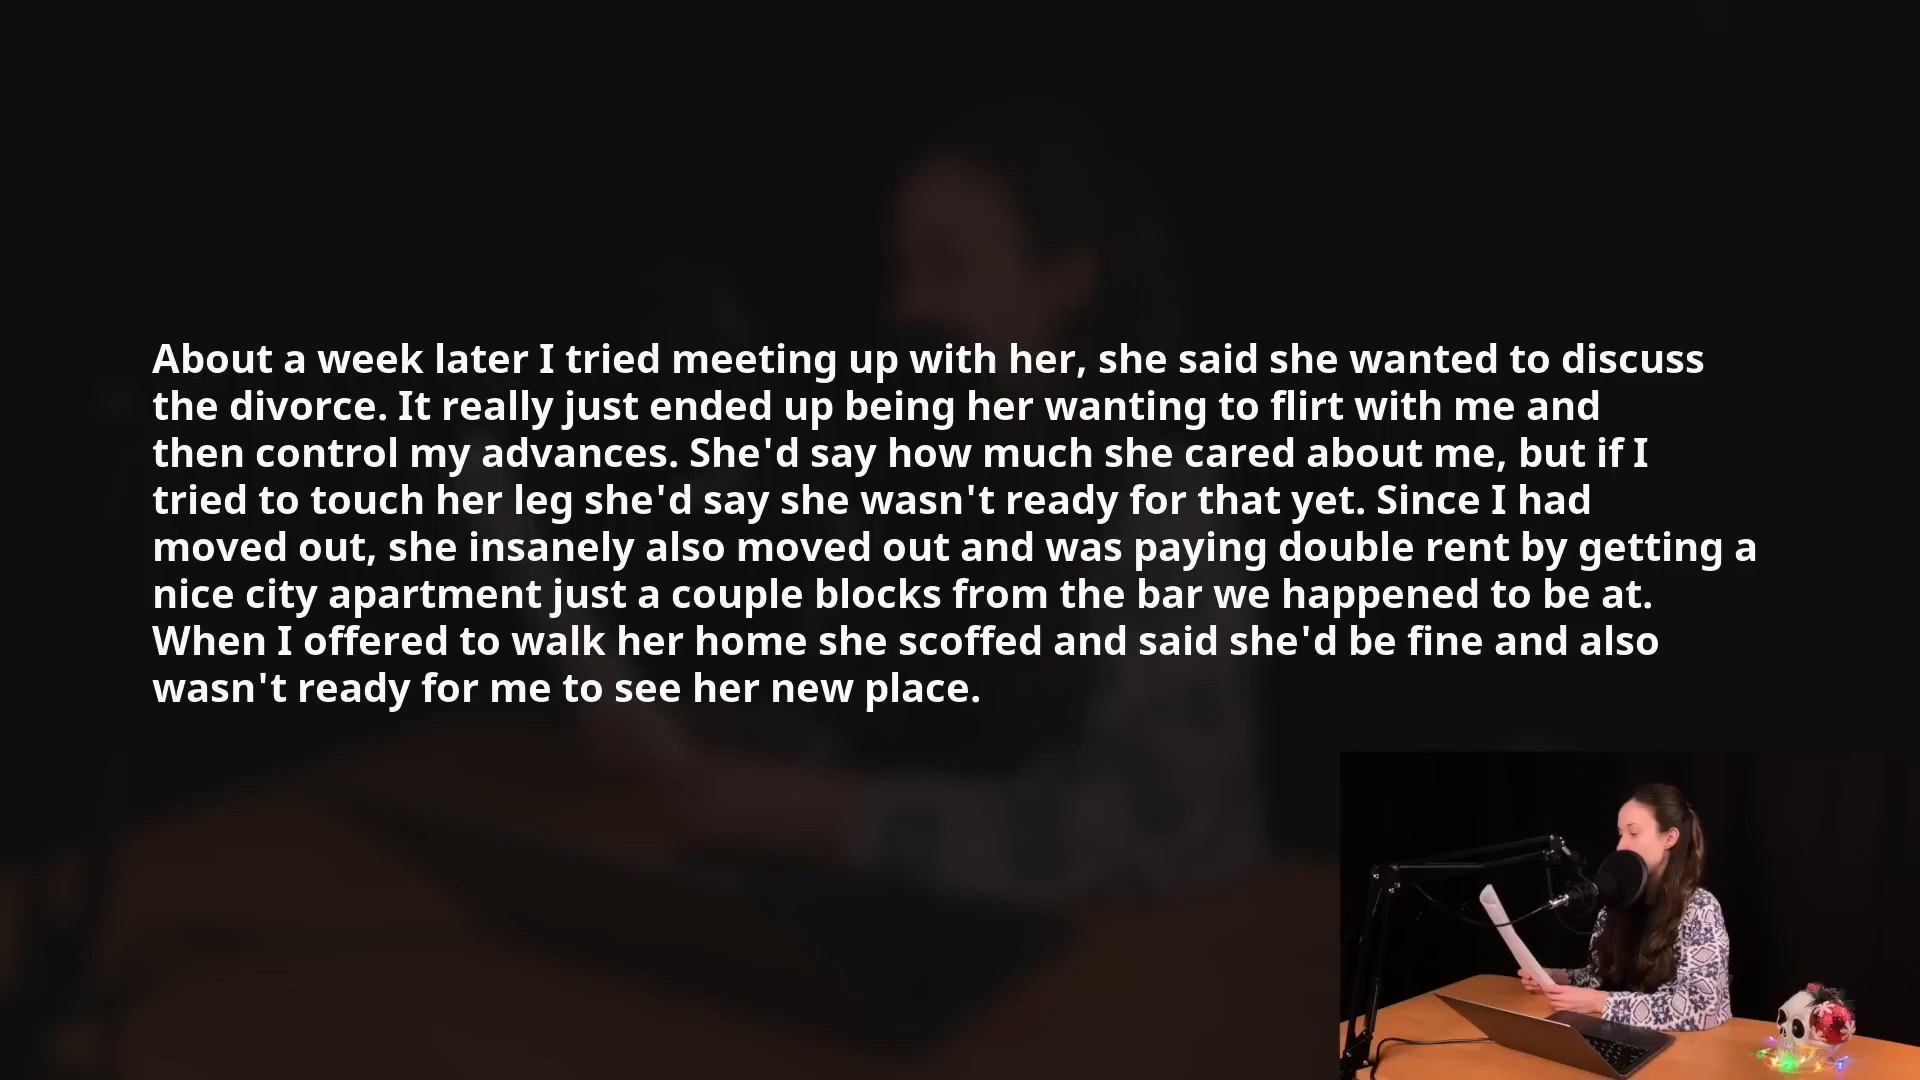 About a week later I tried meeting up with her, she said she wanted to discuss
the divorce. It really just ended up being her wanting to flirt with me and
then control my advances. She'd say how much she cared about me, but if I
tried to touch her leg she'd say she wasn't ready for that yet. Since I had
moved out, she insanely also moved out and was paying double rent by getting a
nice city apartment just a couple blocks from the bar we happened to be at.
When I offered to walk her home she scoffed and said she'd be fine and also
wasn't ready for me to see her new place.